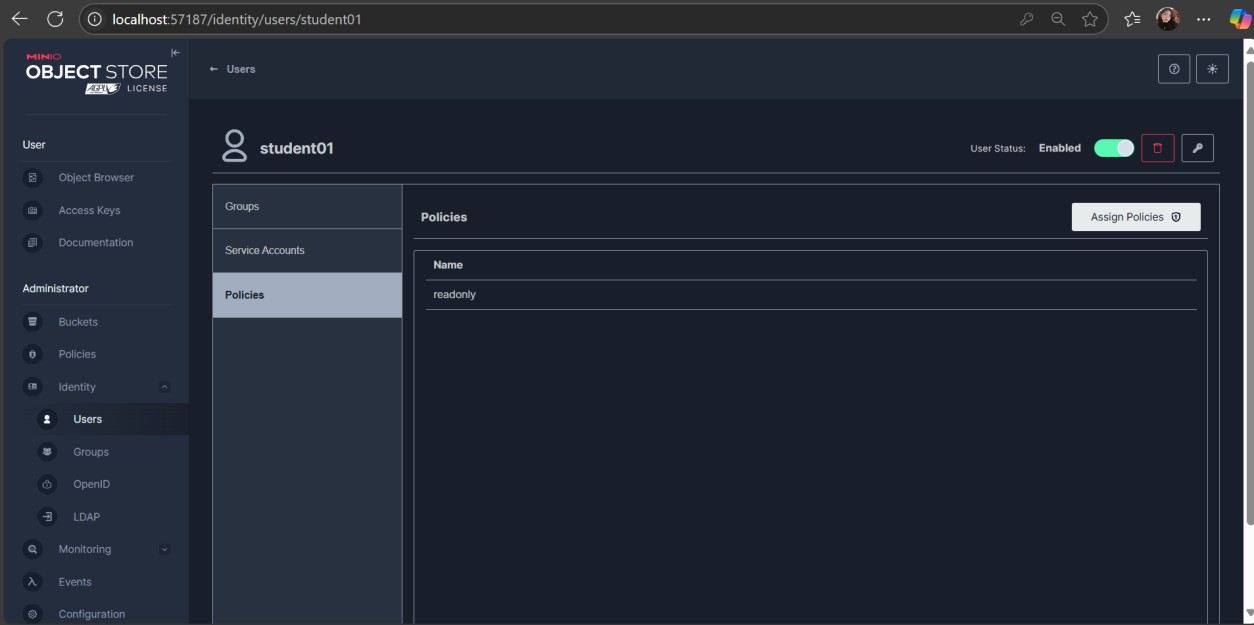 localhost:57187/identity/users/student01
MINIO
OBJECT STORE
AGPLv3 LICENSE
← Users
User
Object Browser
Access Keys
Documentation
Administrator
Buckets
Policies
Identity
Users
Groups
OpenID
LDAP
Monitoring
Events
Configuration
student01
User Status: Enabled
Groups
Service Accounts
Policies
Policies
Assign Policies
Name
readonly